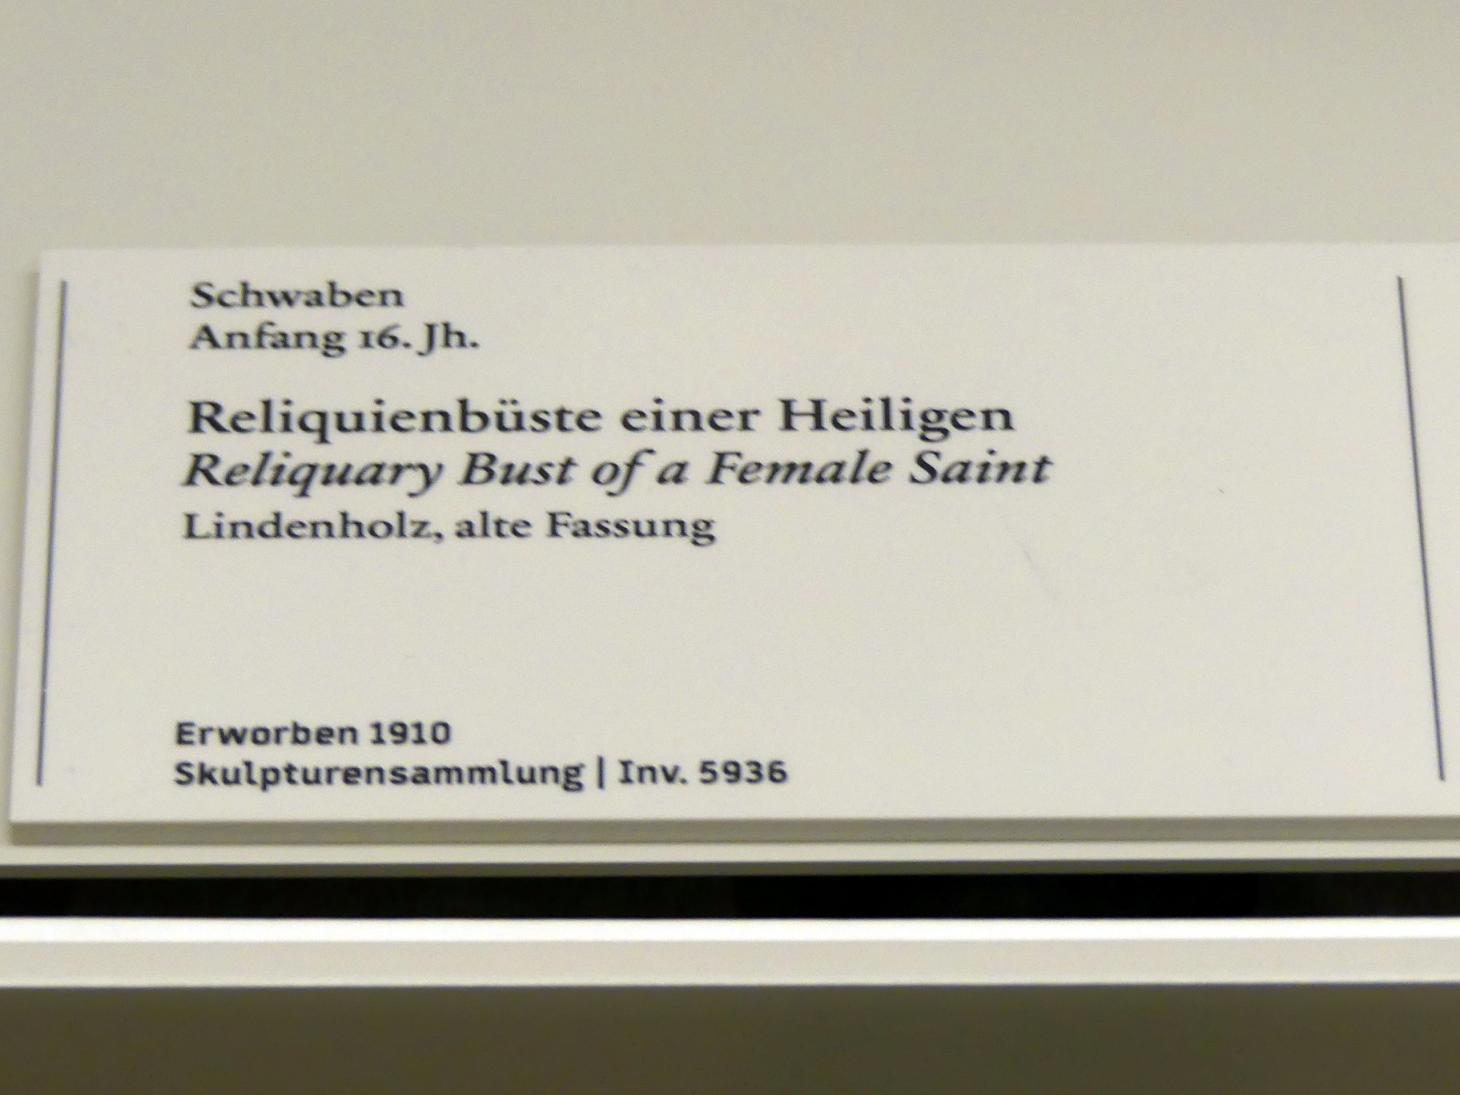 Schwaben
Anfang 16. Jh.
Reliquienbüste einer Heiligen
Reliquary Bust of a Female Saint
Lindenholz, alte Fassung
Erworben 1910
Skulpturensammlung | Inv. 5936